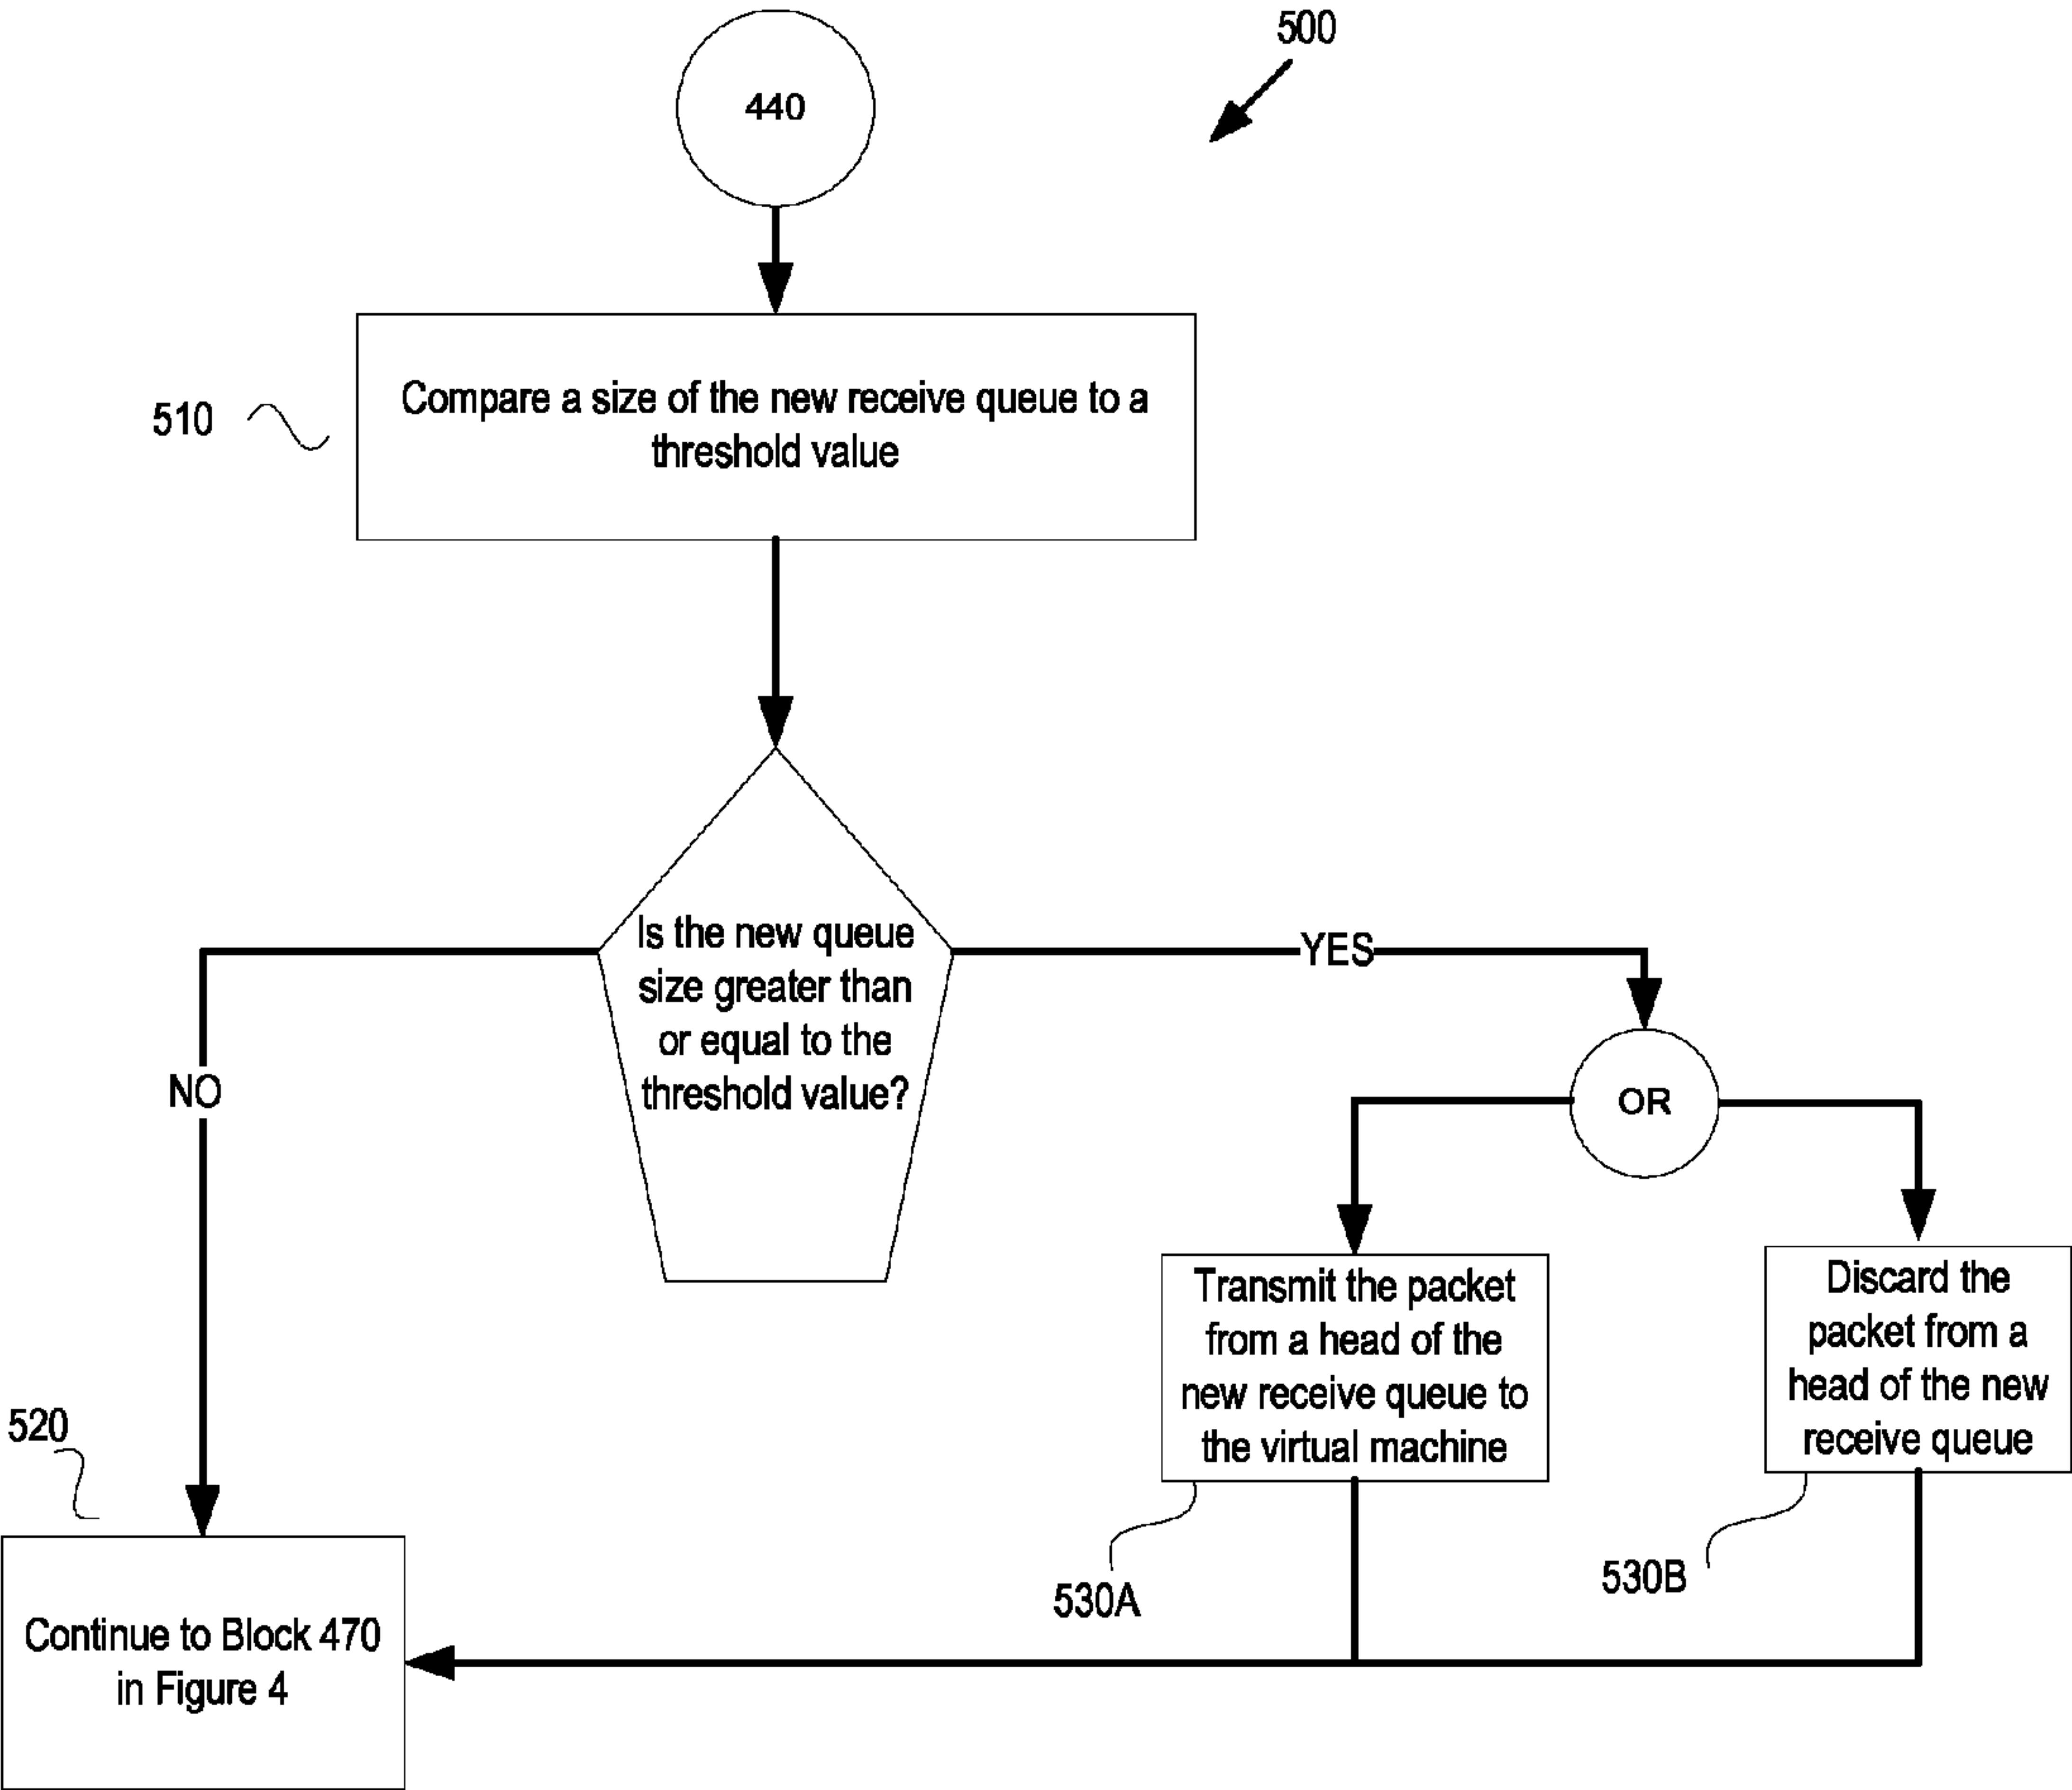 500
440
510
Compare a size of the new receive queue to a
threshold value
Is the new queue
size greater than
or equal to the
threshold value?
YES
NO
OR
Transmit the packet
from a head of the
new receive queue to
the virtual machine
Discard the
packet from a
head of the new
receive queue
520
530A
530B
Continue to Block 470
in Figure 4